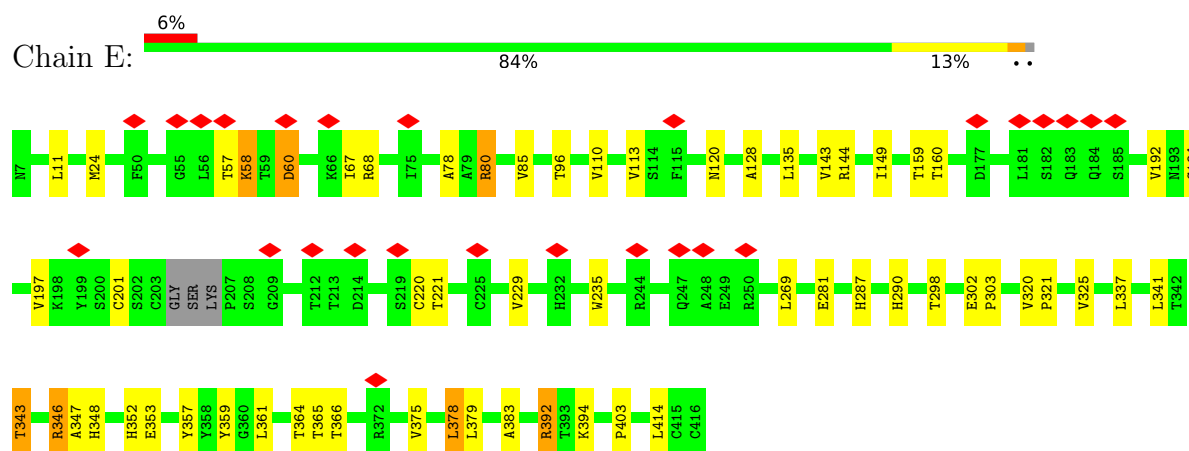 6%
Chain E:
84% 13% • •
N7 L11 M24 F50 G55 L56 T57 K58 T59 D60 K66 I67 R68 I75 A78 A79 R80 V85 T96 V110 V113 S114 F115 N120 A128 L135 V143 R144 I149 T159 T160 D177 L181 S182 Q183 Q184 S185 V192 N193
V197 K198 Y199 S200 C201 S202 C203 GLY SER LYS P207 S208 G209 T212 T213 D214 S219 C220 T221 C225 V229 H232 W235 R244 Q247 A248 E249 R250 L269 E281 H287 H290 T298 E302 P303 V320 P321 V325 L337 L341 T342
T343 R346 A347 H348 H352 E353 Y357 Y358 Y359 G360 L361 T364 T365 T366 R372 V375 L378 L379 A383 R392 T393 K394 P403 L414 C415 C416